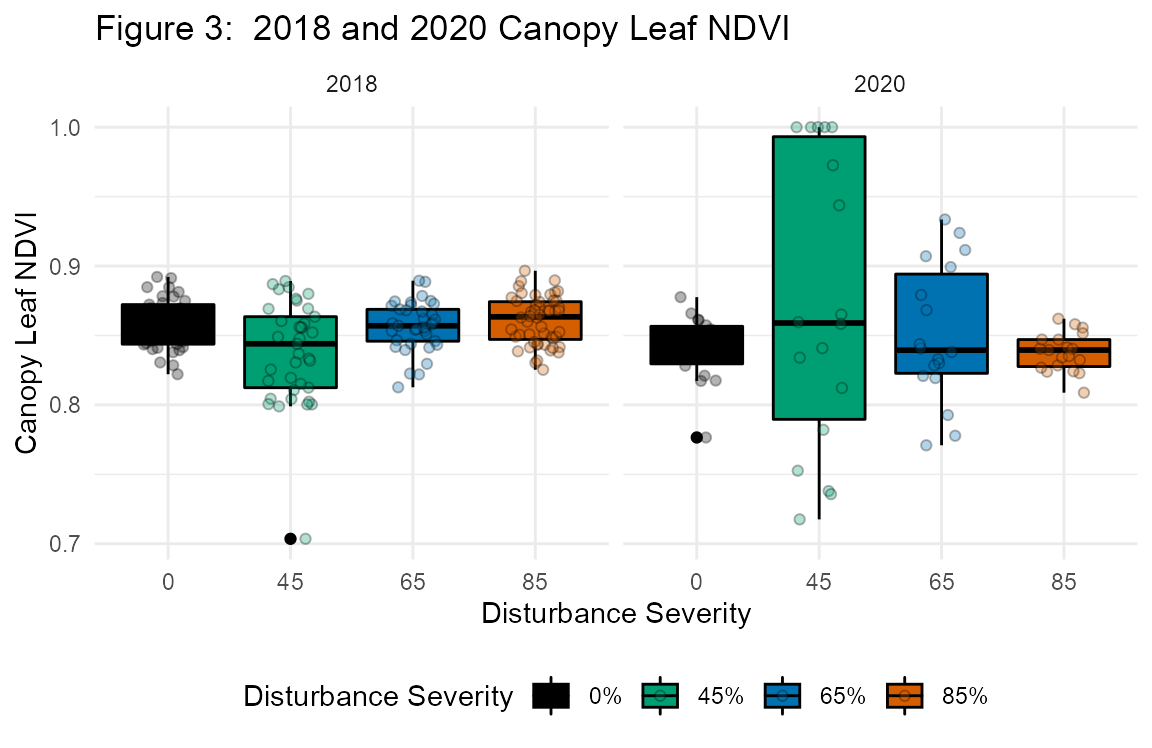 Figure 3:  2018 and 2020 Canopy Leaf NDVI
2018 2020
1.0
0.9
0.8
0.7
Canopy Leaf NDVI
0 45 65 85 0 45 65 85
Disturbance Severity
Disturbance Severity 0% 45% 65% 85%